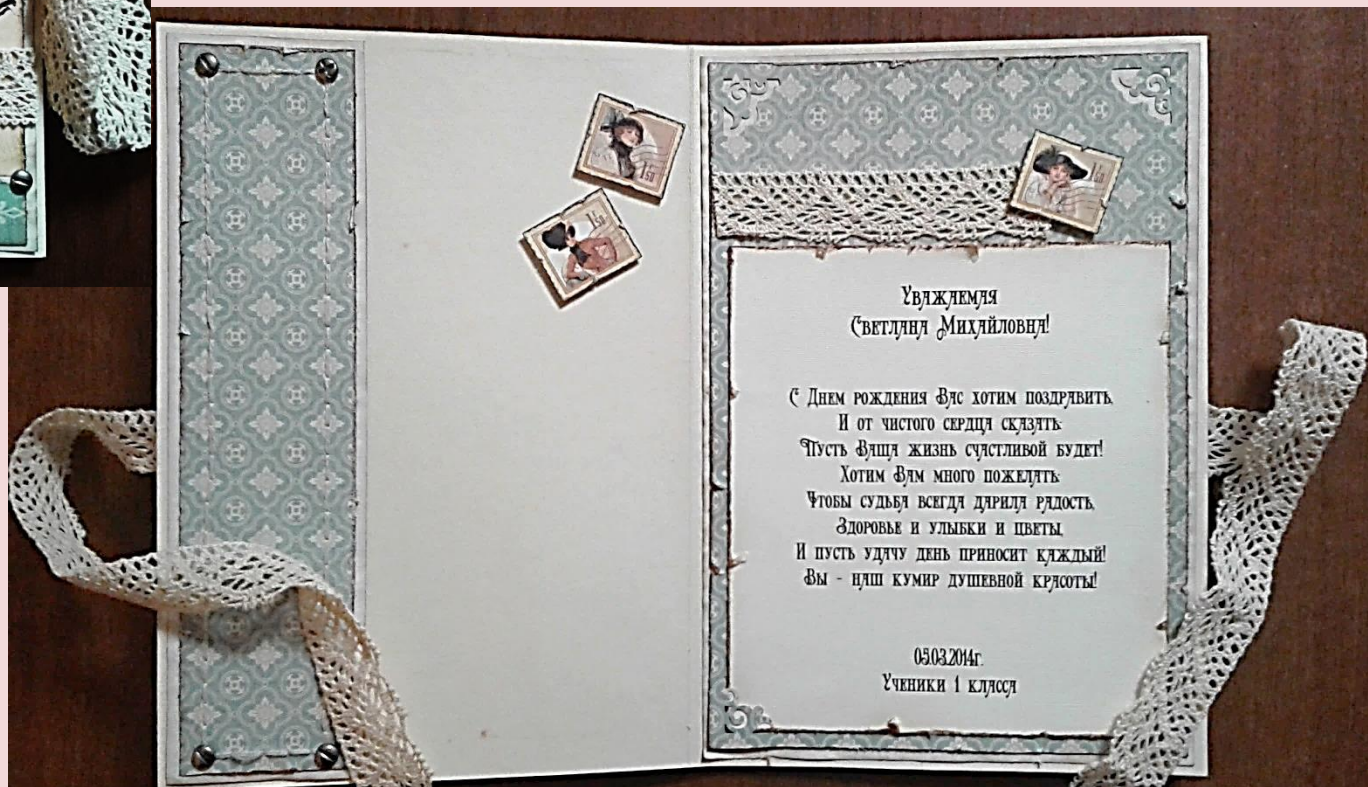 Уважаемая
Светлана Михайловна!
С Днем рождения Вас хотим поздравить,
И от чистого сердца сказать:
Пусть Ваша жизнь счастливой будет!
Хотим Вам много пожелать:
Чтобы судьба всегда дарила радость,
Здоровье и улыбки и цветы,
И пусть удачу день приносит каждый!
Вы - наш кумир душевной красоты!
05.03.2014г.
Ученики 1 класса